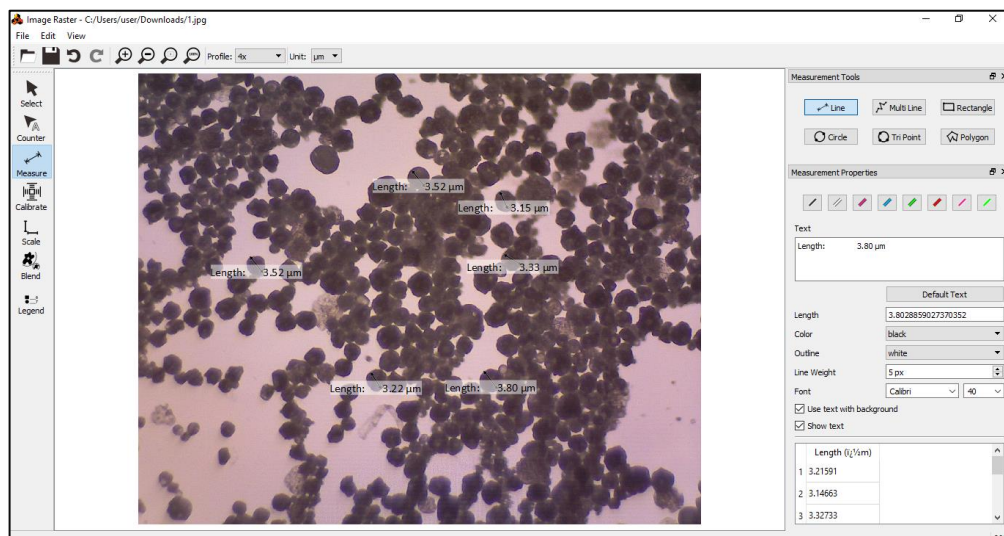 Image Raster - C:/Users/user/Downloads/1.jpg
File Edit View
Profile: 4x Unit: µm
Select
Counter
Measure
Calibrate
Scale
Blend
Legend
Length: 3.52 µm
Length: 3.15 µm
Length: 3.52 µm
Length: 3.33 µm
Length: 3.22 µm
Length: 3.80 µm
Measurement Tools
Line Multi Line Rectangle
Circle Tri Point Polygon
Measurement Properties
Text
Length: 3.80 µm
Default Text
Length 3.8028859027370352
Color black
Outline white
Line Weight 5 px
Font Calibri 40
Use text with background
Show text
Length (ï¿½m)
1 3.21591
2 3.14663
3 3.32733